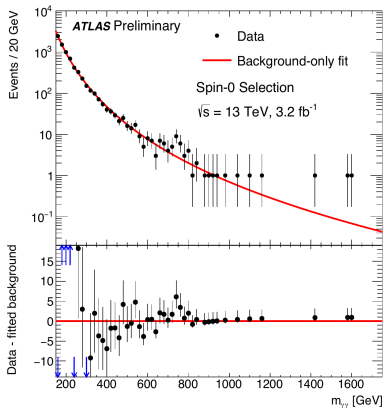 ATLAS Preliminary
Data
Background-only fit
Spin-0 Selection
√s = 13 TeV, 3.2 fb⁻¹
Events / 20 GeV
10⁴
10³
10²
10
1
10⁻¹
Data - fitted background
15
10
5
0
−5
−10
200 400 600 800 1000 1200 1400 1600
mγγ [GeV]